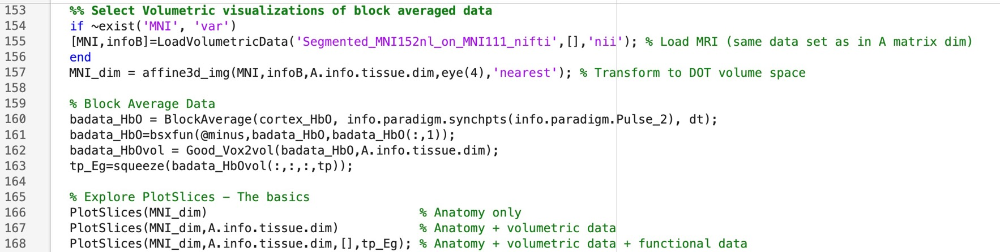 153 %% Select Volumetric visualizations of block averaged data
154 if ~exist('MNI', 'var')
155 [MNI,infoB]=LoadVolumetricData('Segmented_MNI152nl_on_MNI111_nifti',[],'nii'); % Load MRI (same data set as in A matrix dim)
156 end
157 MNI_dim = affine3d_img(MNI,infoB,A.info.tissue.dim,eye(4),'nearest'); % Transform to DOT volume space
158
159 % Block Average Data
160 badata_HbO = BlockAverage(cortex_HbO, info.paradigm.synchpts(info.paradigm.Pulse_2), dt);
161 badata_HbO=bsxfun(@minus,badata_HbO,badata_HbO(:,1));
162 badata_HbOvol = Good_Vox2vol(badata_HbO,A.info.tissue.dim);
163 tp_Eg=squeeze(badata_HbOvol(:,:,:,tp));
164
165 % Explore PlotSlices – The basics
166 PlotSlices(MNI_dim) % Anatomy only
167 PlotSlices(MNI_dim,A.info.tissue.dim) % Anatomy + volumetric data
168 PlotSlices(MNI_dim,A.info.tissue.dim,[],tp_Eg); % Anatomy + volumetric data + functional data